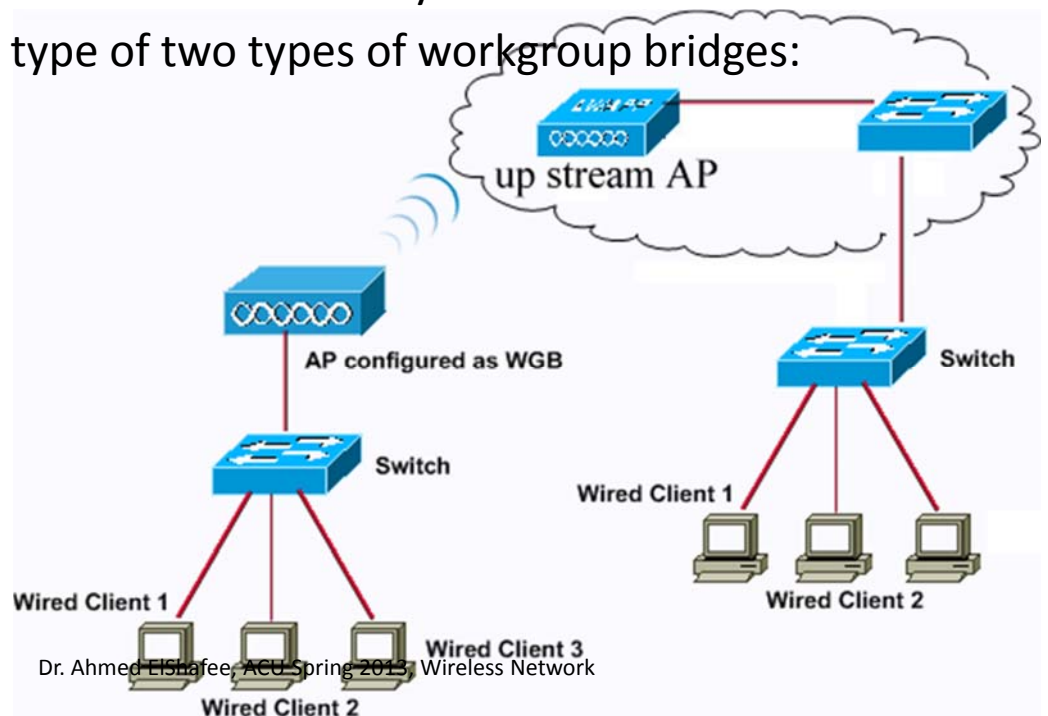 type of two types of workgroup bridges:
up stream AP
AP configured as WGB
Switch
Switch
Wired Client 1
Wired Client 2
Wired Client 1
Wired Client 3
Dr. Ahmed ElShafee, ACU Spring 2013, Wireless Network
Wired Client 2